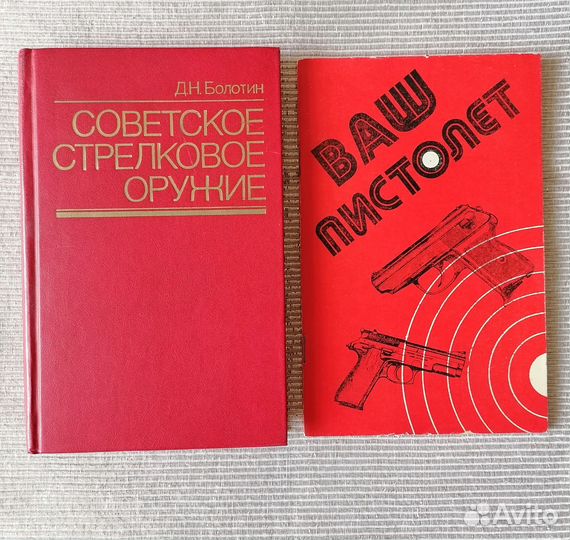 Д.Н. Болотин
СОВЕТСКОЕ
СТРЕЛКОВОЕ
ОРУЖИЕ
ВАШ
ПИСТОЛЕТ
Avito